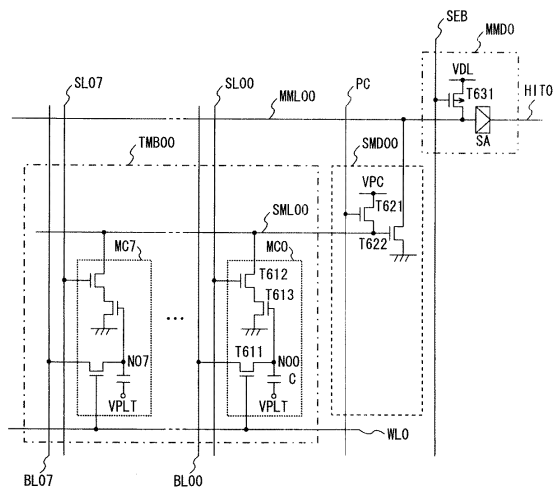 SEB
MMD0
SL07
SL00
PC
VDL
MML00
T631
HIT0
SA
TMB00
SMD00
VPC
T621
SML00
T622
MC7
MC0
T612
T613
...
T611
N07
N00
C
VPLT
VPLT
WL0
BL07
BL00